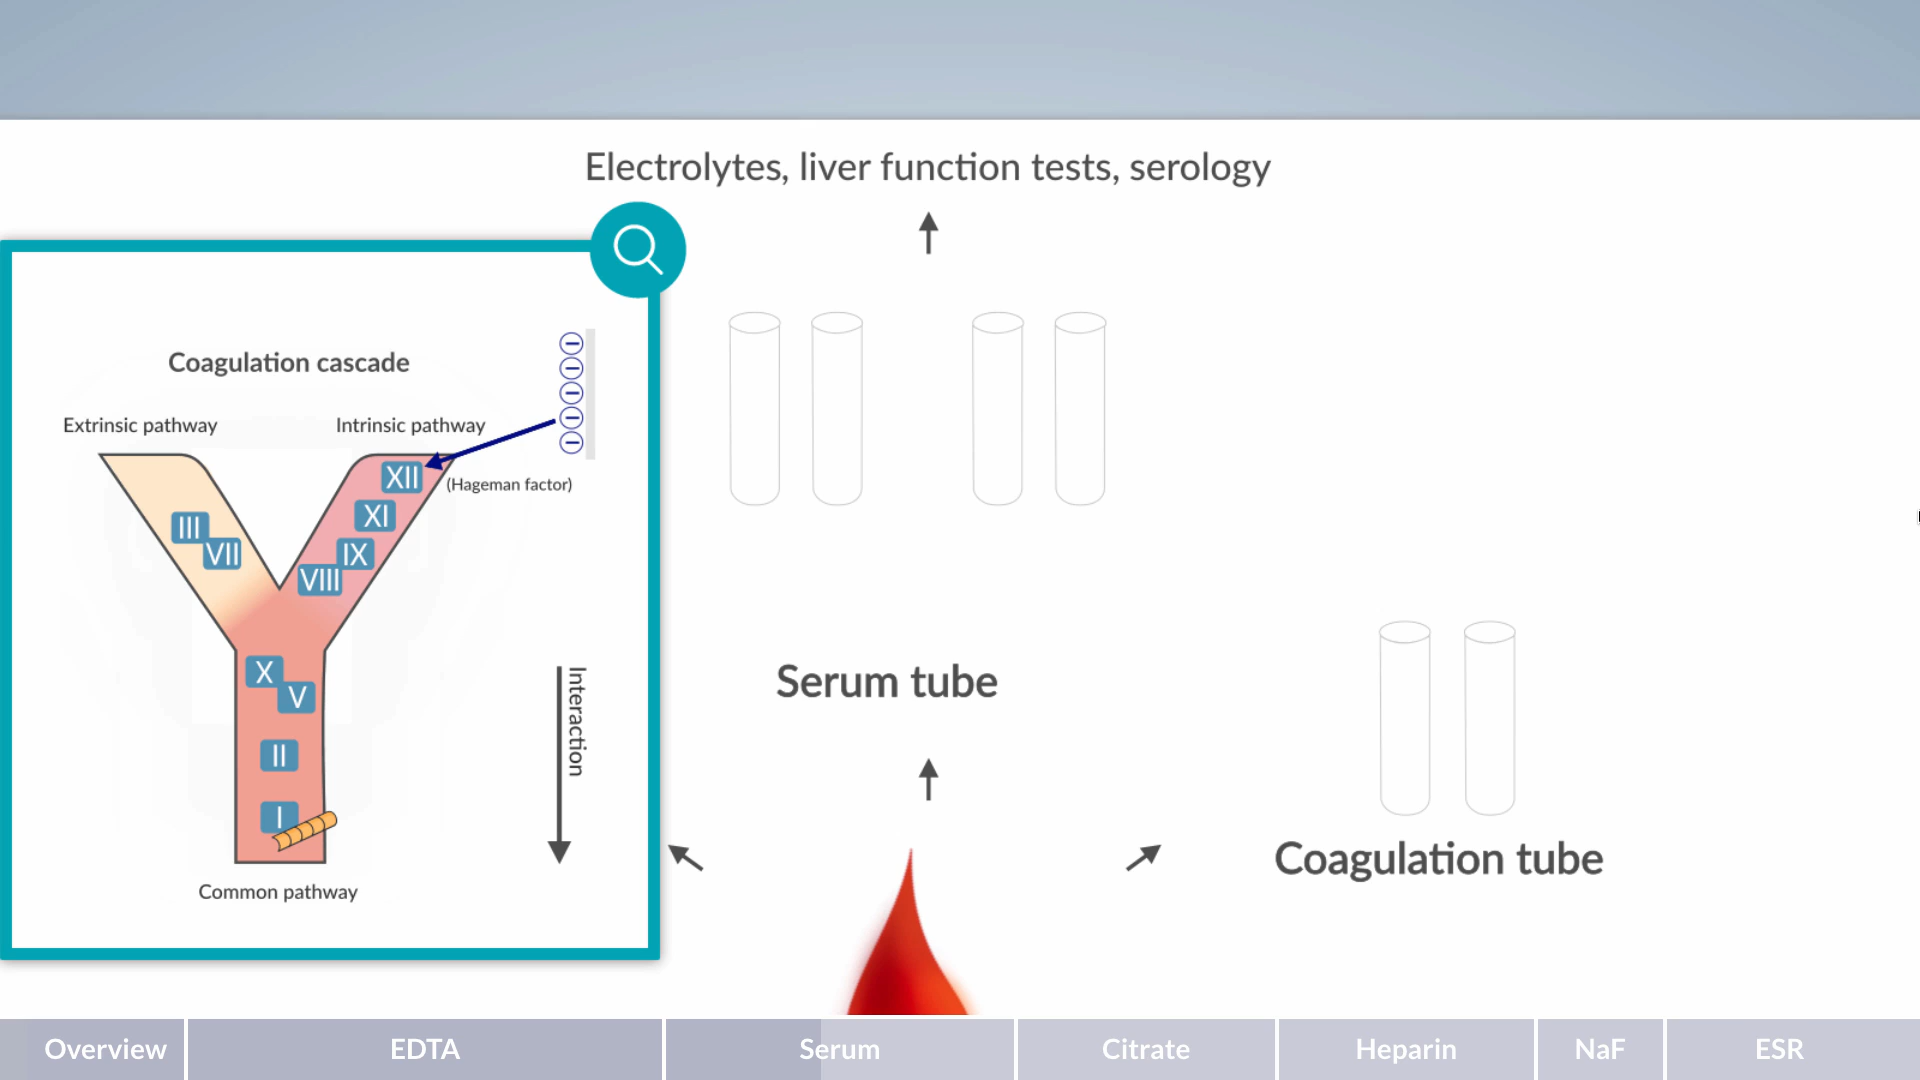 Electrolytes, liver function tests, serology
Coagulation cascade
Extrinsic pathway
Intrinsic pathway
XII
(Hageman factor)
XI
III
VII
IX
VIII
X
V
II
I
Interaction
Common pathway
Serum tube
Coagulation tube
Overview
EDTA
Serum
Citrate
Heparin
NaF
ESR